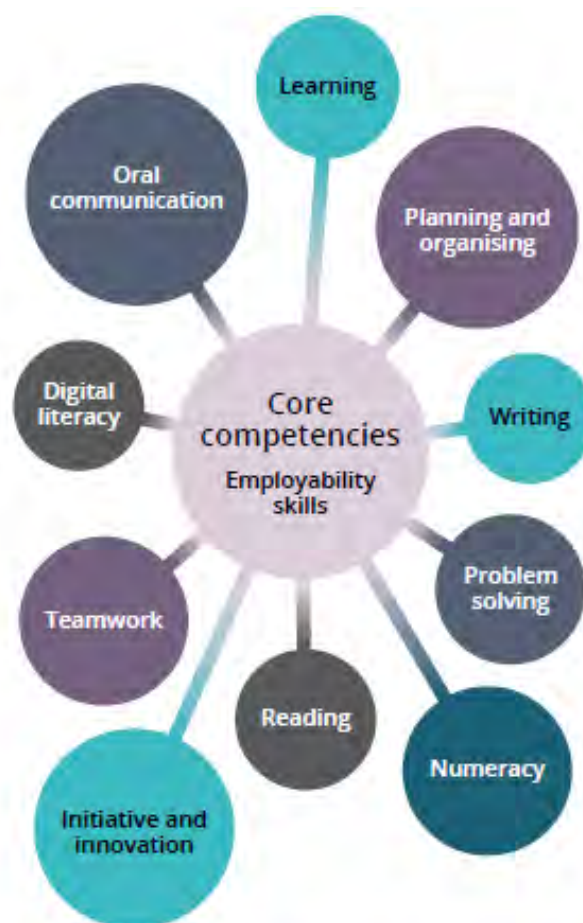 Learning
Oral
communication
Planning and
organising
Digital
literacy
Core
competencies
Employability
skills
Writing
Problem
solving
Teamwork
Reading
Numeracy
Initiative and
innovation